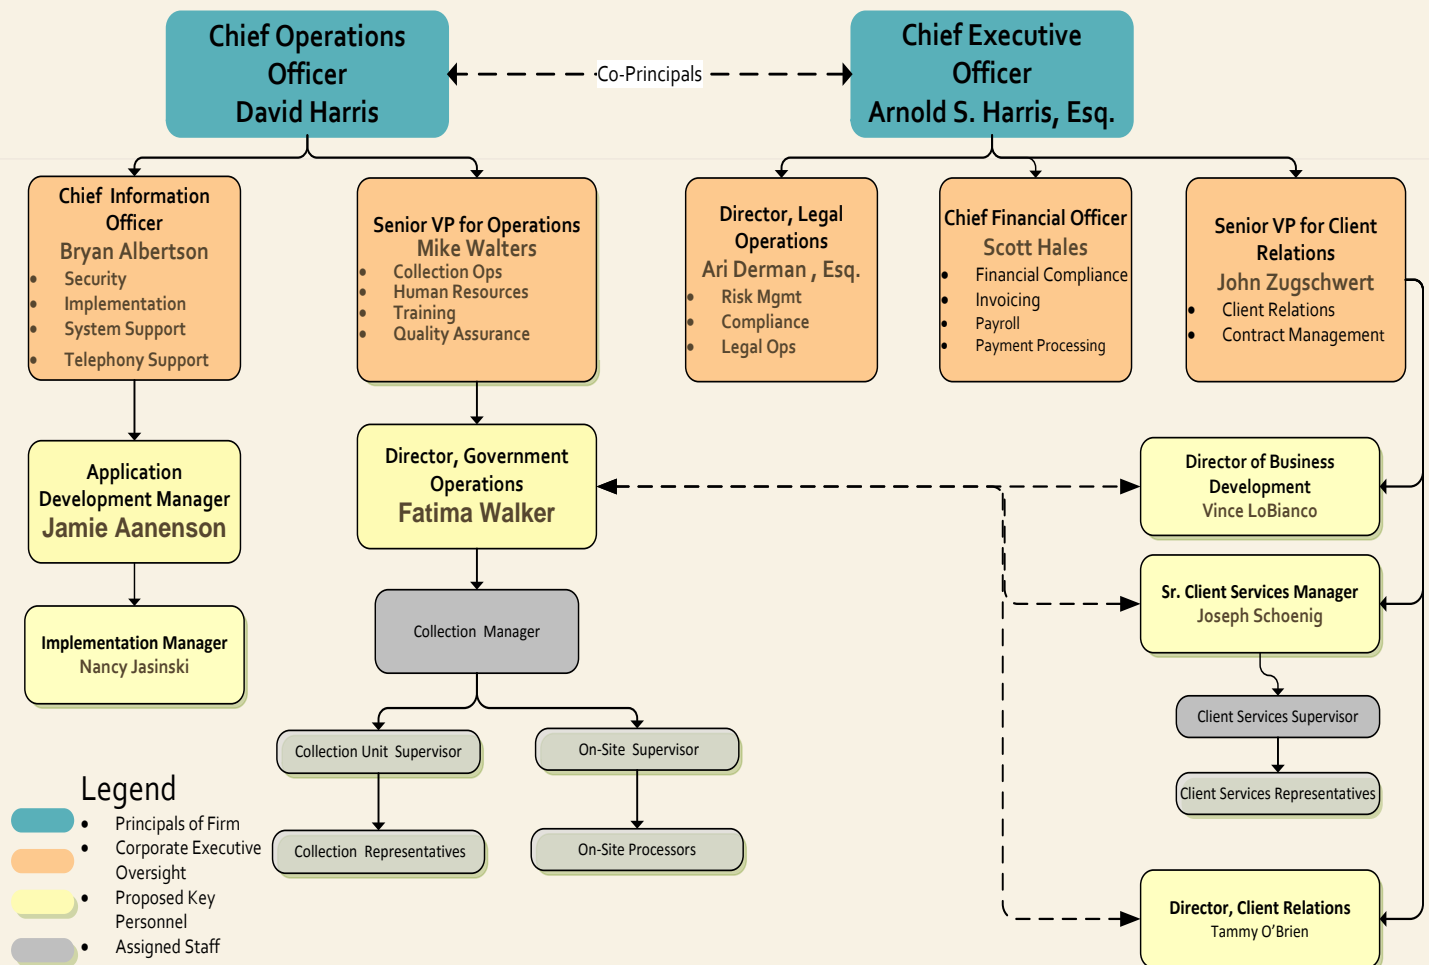 Chief Operations
Officer
David Harris
Co-Principals
Chief Executive
Officer
Arnold S. Harris, Esq.
Chief Information
Officer
Bryan Albertson
• Security
• Implementation
• System Support
• Telephony Support
Senior VP for Operations
Mike Walters
• Collection Ops
• Human Resources
• Training
• Quality Assurance
Director, Legal
Operations
Ari Derman , Esq.
• Risk Mgmt
• Compliance
• Legal Ops
Chief Financial Officer
Scott Hales
• Financial Compliance
• Invoicing
• Payroll
• Payment Processing
Senior VP for Client
Relations
John Zugschwert
• Client Relations
• Contract Management
Application
Development Manager
Jamie Aanenson
Director, Government
Operations
Fatima Walker
Director of Business
Development
Vince LoBianco
Implementation Manager
Nancy Jasinski
Collection Manager
Sr. Client Services Manager
Joseph Schoenig
Collection Unit Supervisor
On-Site Supervisor
Client Services Supervisor
Collection Representatives
On-Site Processors
Client Services Representatives
Director, Client Relations
Tammy O'Brien
Legend
• Principals of Firm
• Corporate Executive
Oversight
• Proposed Key
Personnel
• Assigned Staff